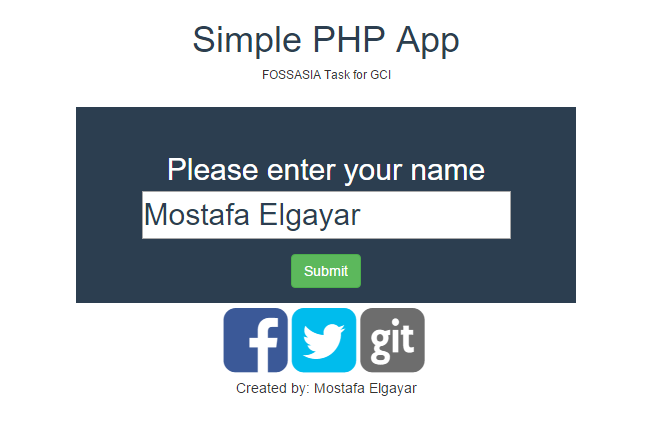 Simple PHP App
FOSSASIA Task for GCI
Please enter your name
Mostafa Elgayar
Submit
f git
Created by: Mostafa Elgayar